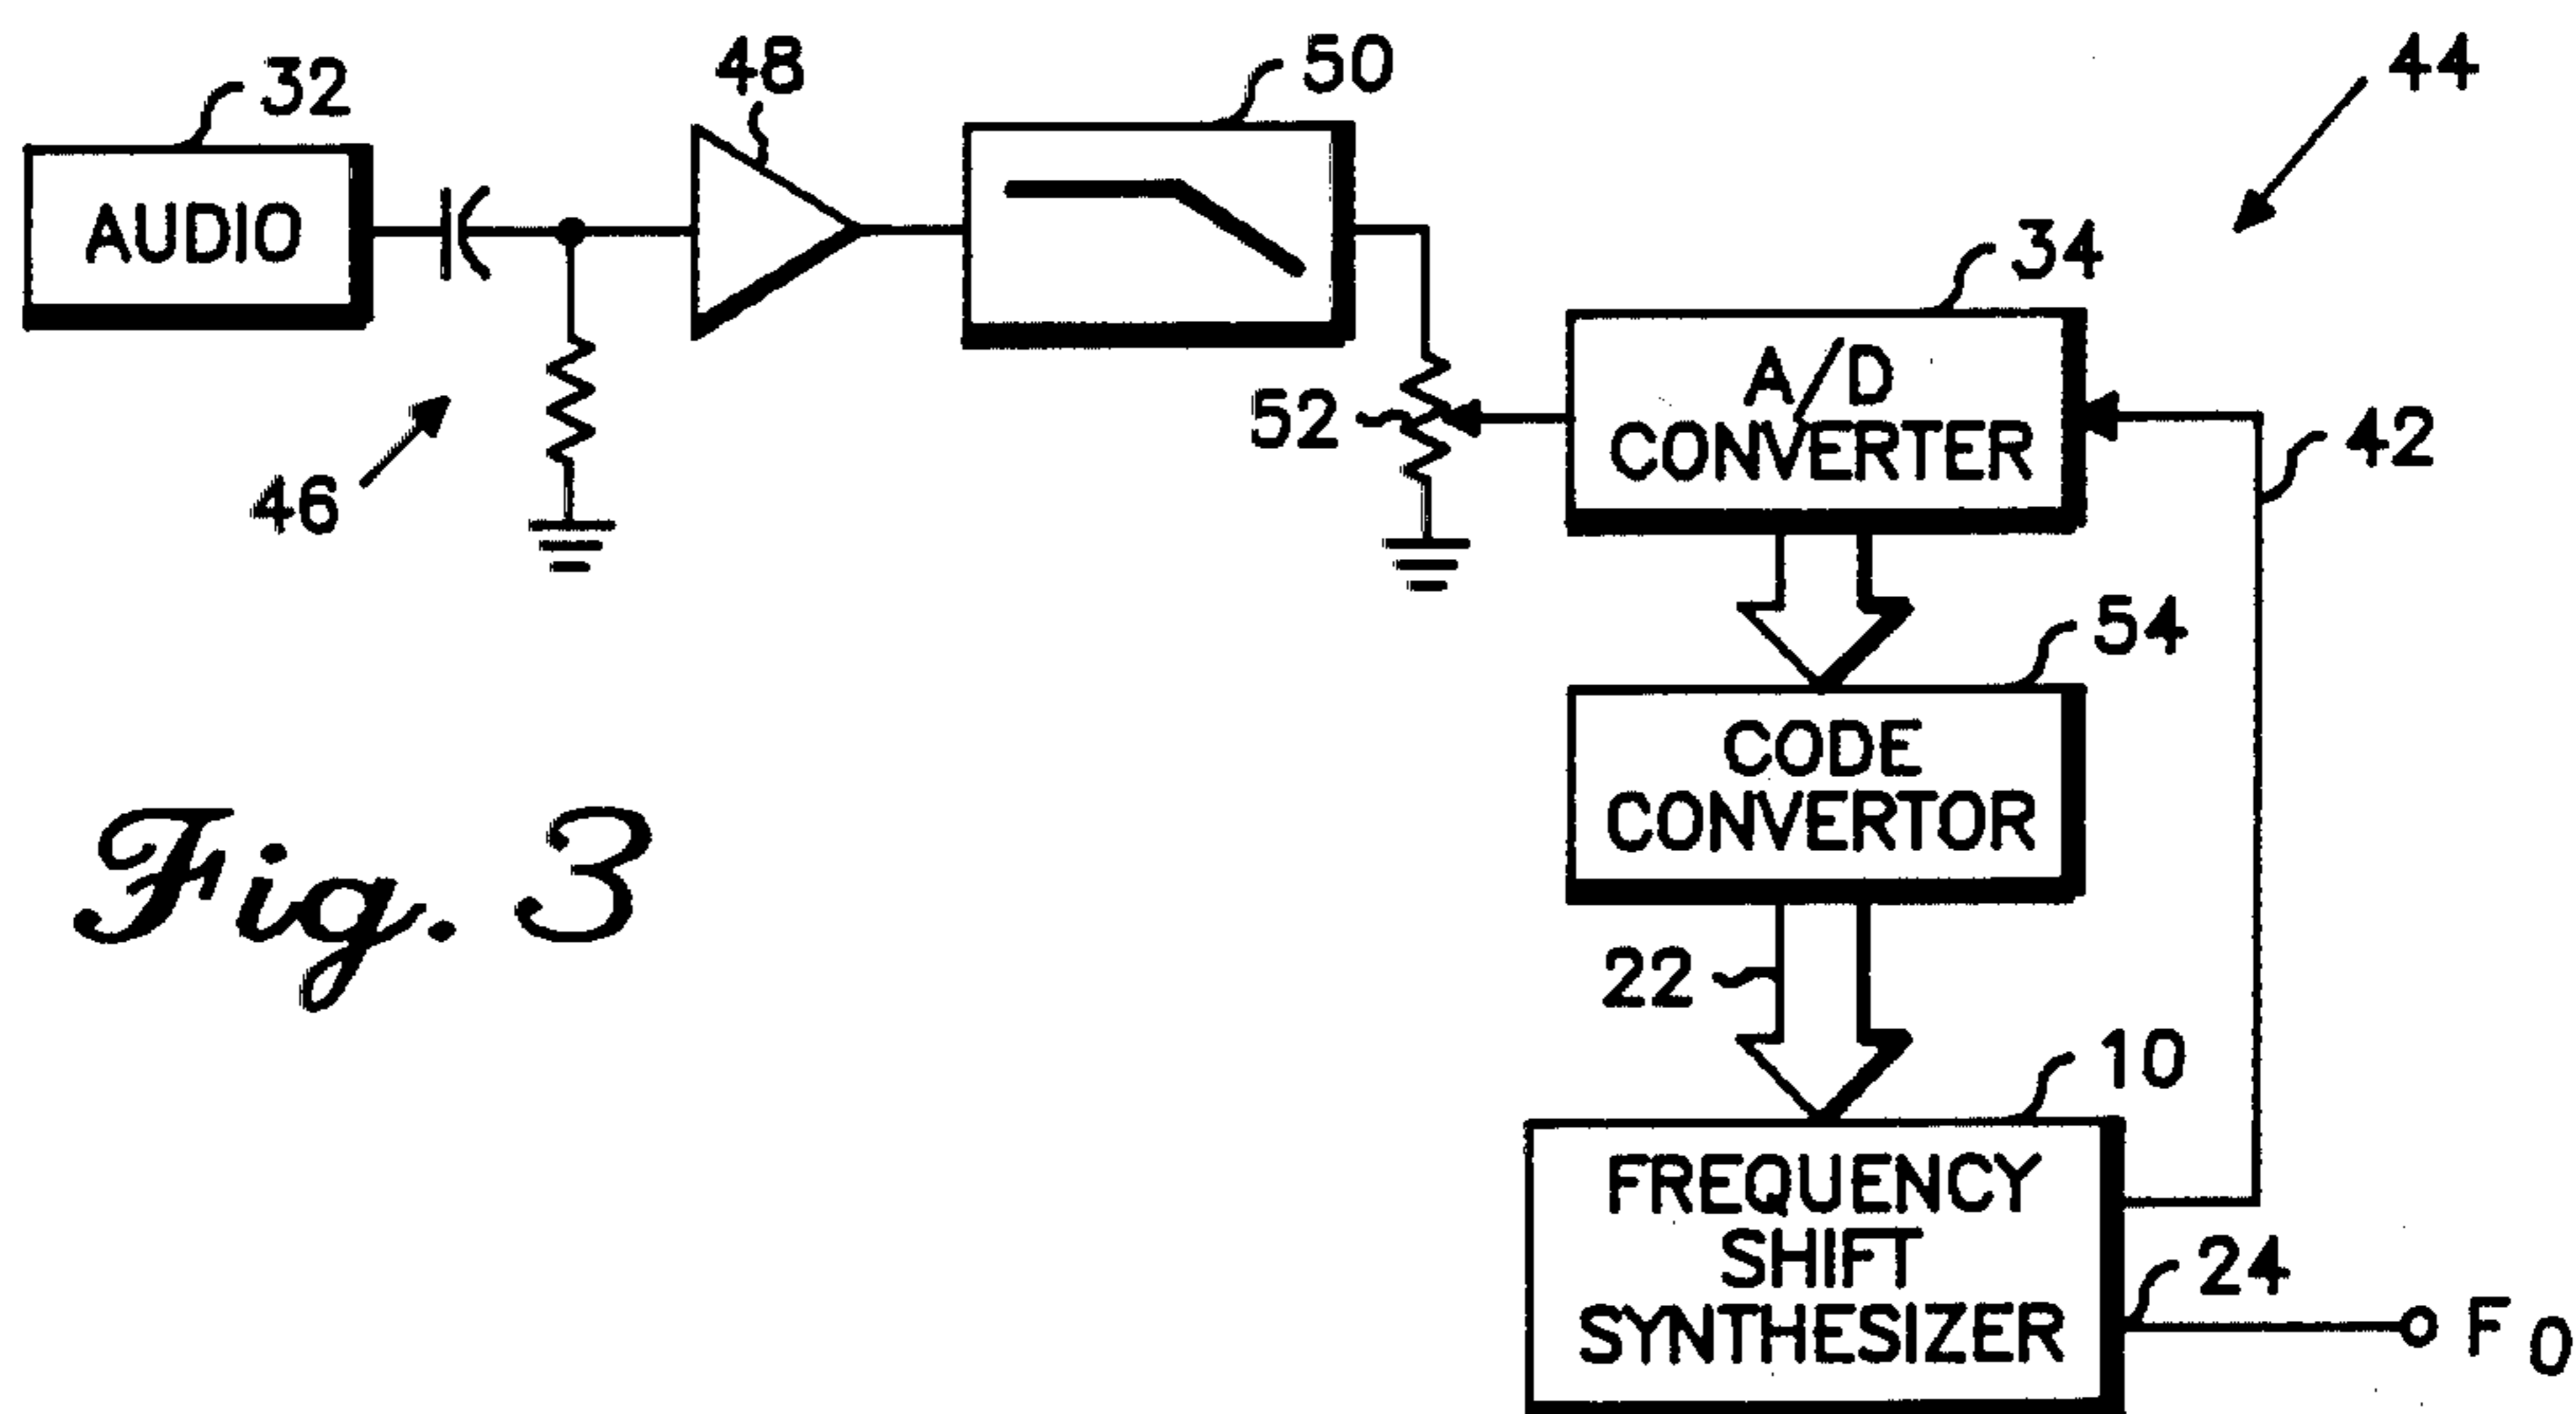 32
48
50
44
AUDIO
34
A/D
CONVERTER
52
42
46
54
CODE
CONVERTOR
Fig. 3
22
10
FREQUENCY
SHIFT
SYNTHESIZER
24
F O